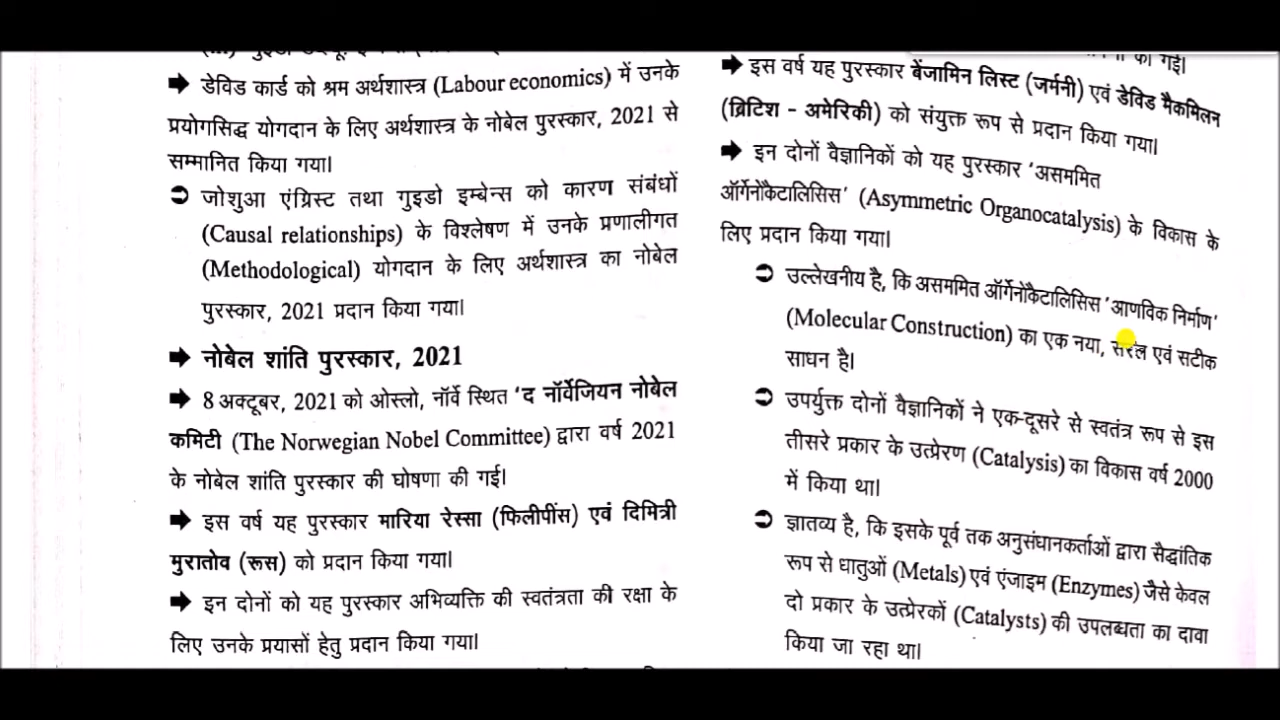 ➡ डेविड कार्ड को श्रम अर्थशास्त्र (Labour economics) में उनके
प्रयोगसिद्ध योगदान के लिए अर्थशास्त्र के नोबेल पुरस्कार, 2021 से
सम्मानित किया गया।
➲ जोशुआ एंग्रिस्ट तथा गुइडो इम्बेन्स को कारण संबंधों
(Causal relationships) के विश्लेषण में उनके प्रणालीगत
(Methodological) योगदान के लिए अर्थशास्त्र का नोबेल
पुरस्कार, 2021 प्रदान किया गया।
➡ नोबेल शांति पुरस्कार, 2021
➡ 8 अक्टूबर, 2021 को ओस्लो, नॉर्वे स्थित 'द नॉर्वेजियन नोबेल
कमिटी (The Norwegian Nobel Committee) द्वारा वर्ष 2021
के नोबेल शांति पुरस्कार की घोषणा की गई।
➡ इस वर्ष यह पुरस्कार मारिया रेस्सा (फिलीपींस) एवं दिमित्री
मुरातोव (रूस) को प्रदान किया गया।
➡ इन दोनों को यह पुरस्कार अभिव्यक्ति की स्वतंत्रता की रक्षा के
लिए उनके प्रयासों हेतु प्रदान किया गया।
की गई।
➡ इस वर्ष यह पुरस्कार बेंजामिन लिस्ट (जर्मनी) एवं डेविड मैकमिलन
(ब्रिटिश - अमेरिकी) को संयुक्त रूप से प्रदान किया गया।
➡ इन दोनों वैज्ञानिकों को यह पुरस्कार 'असममित
ऑर्गेनोकैटालिसिस' (Asymmetric Organocatalysis) के विकास के
लिए प्रदान किया गया।
➲ उल्लेखनीय है, कि असममित ऑर्गेनोकैटालिसिस 'आणविक निर्माण'
(Molecular Construction) का एक नया, सरल एवं सटीक
साधन है।
➲ उपर्युक्त दोनों वैज्ञानिकों ने एक-दूसरे से स्वतंत्र रूप से इस
तीसरे प्रकार के उत्प्रेरण (Catalysis) का विकास वर्ष 2000
में किया था।
➲ ज्ञातव्य है, कि इसके पूर्व तक अनुसंधानकर्ताओं द्वारा सैद्धांतिक
रूप से धातुओं (Metals) एवं एंजाइम (Enzymes) जैसे केवल
दो प्रकार के उत्प्रेरकों (Catalysts) की उपलब्धता का दावा
किया जा रहा था।